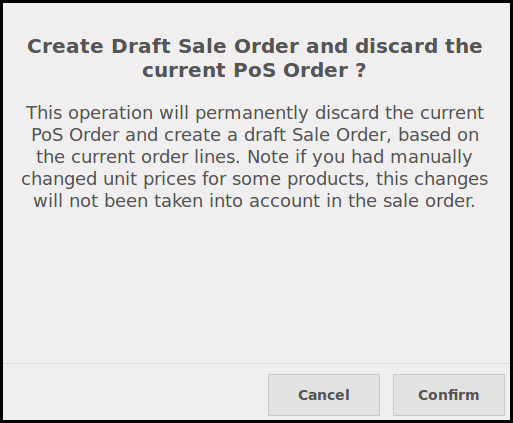 Create Draft Sale Order and discard the
current PoS Order ?
This operation will permanently discard the current
PoS Order and create a draft Sale Order, based on
the current order lines. Note if you had manually
changed unit prices for some products, this changes
will not been taken into account in the sale order.
Cancel
Confirm